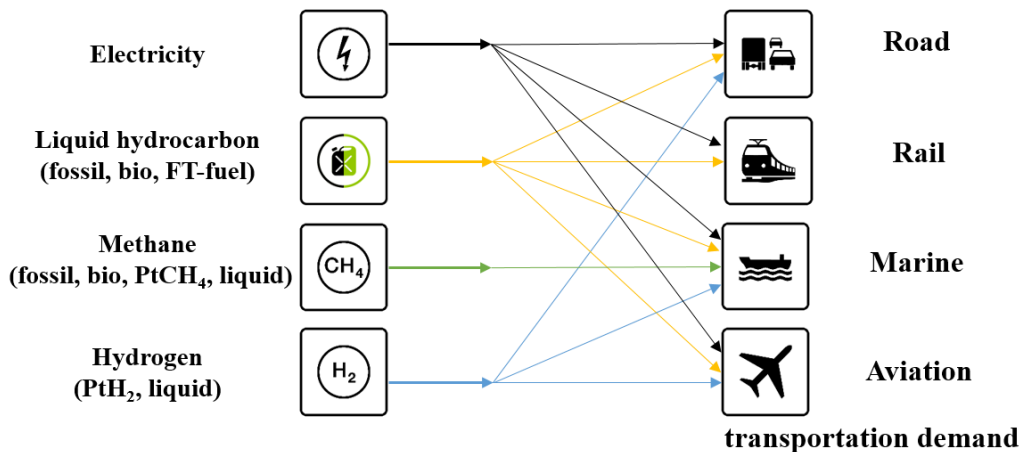 Electricity
Road
Liquid hydrocarbon
(fossil, bio, FT-fuel)
Rail
Methane
(fossil, bio, PtCH₄, liquid)
CH₄
Marine
Hydrogen
(PtH₂, liquid)
H₂
Aviation
transportation demand